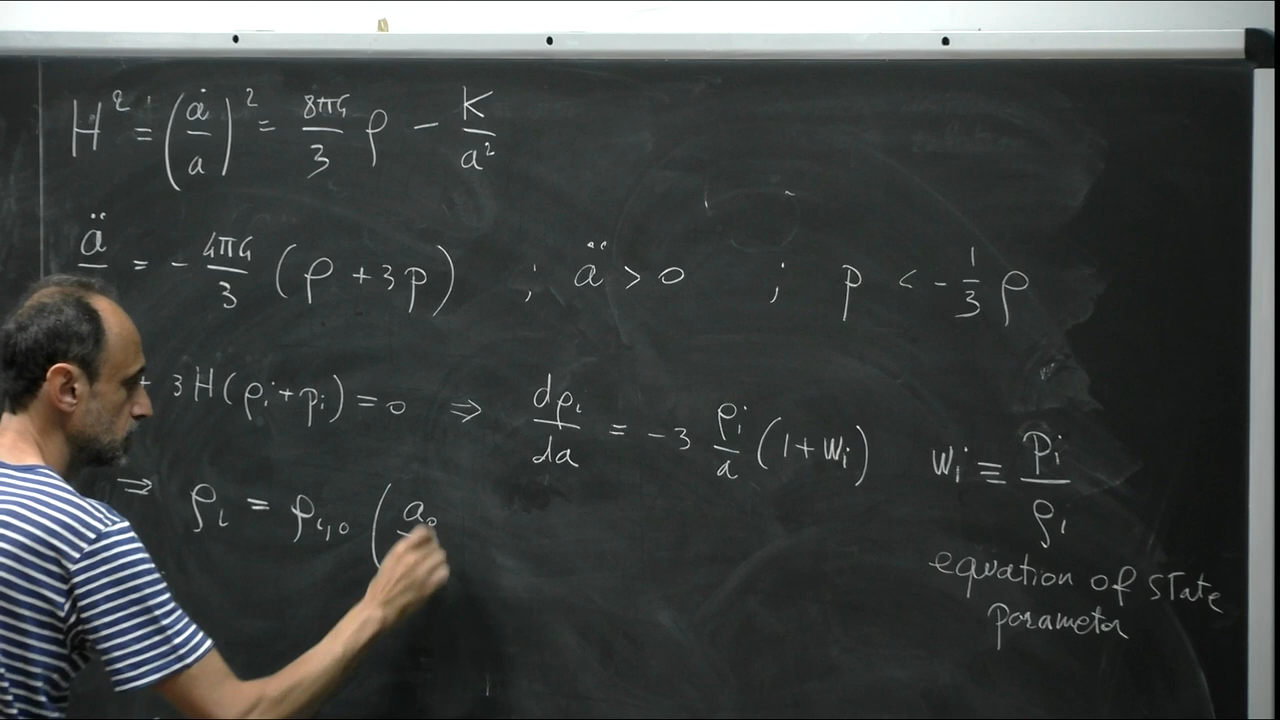 H² = (ȧ/a)² = 8πG/3 ρ − K/a²
ä = − 4πG/3 (ρ + 3p) ; ä > 0 ; p < − 1/3 ρ
+ 3H(ρi + pi) = 0 ⇒ dρi/da = −3 ρi/a (1 + wi) wi ≡ pi/ρi
⇒ ρi = ρi,0 (a0
equation of state
parameter